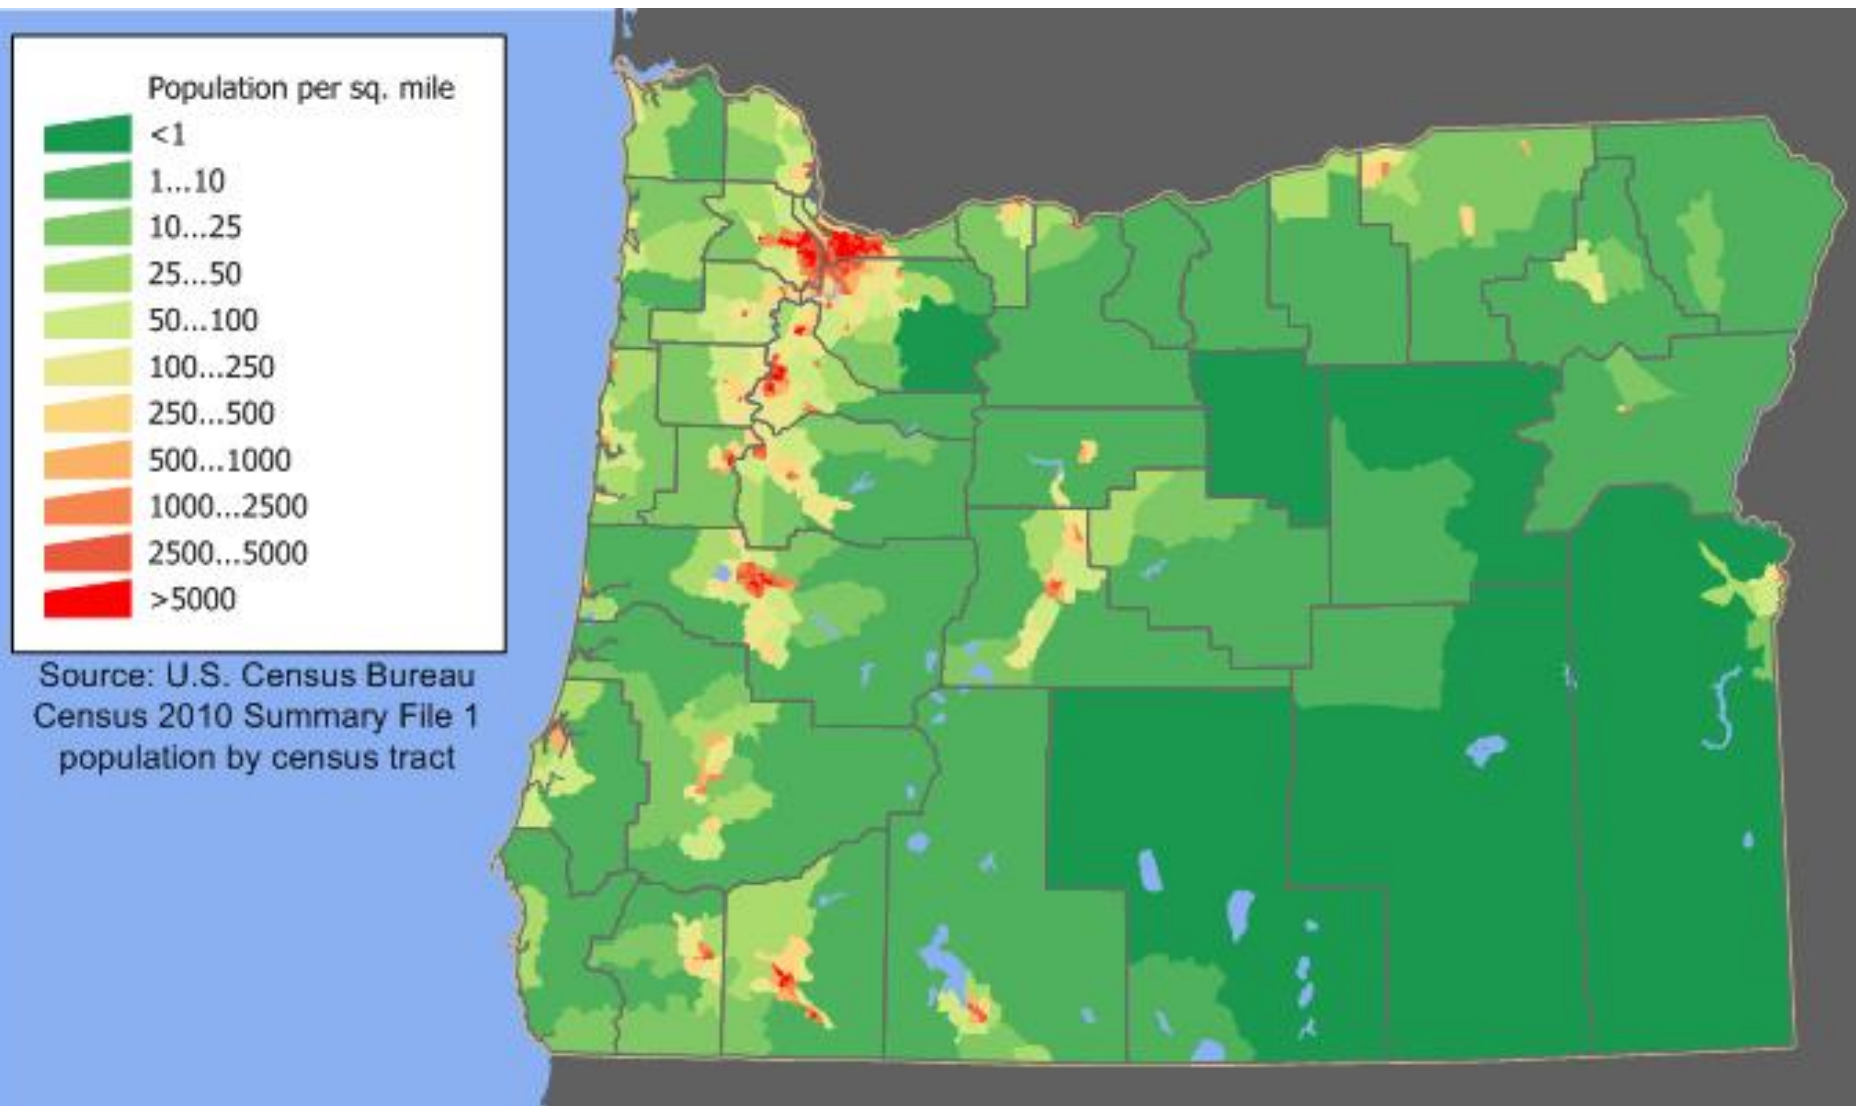 Population per sq. mile
<1
1...10
10...25
25...50
50...100
100...250
250...500
500...1000
1000...2500
2500...5000
>5000
Source: U.S. Census Bureau
Census 2010 Summary File 1
population by census tract